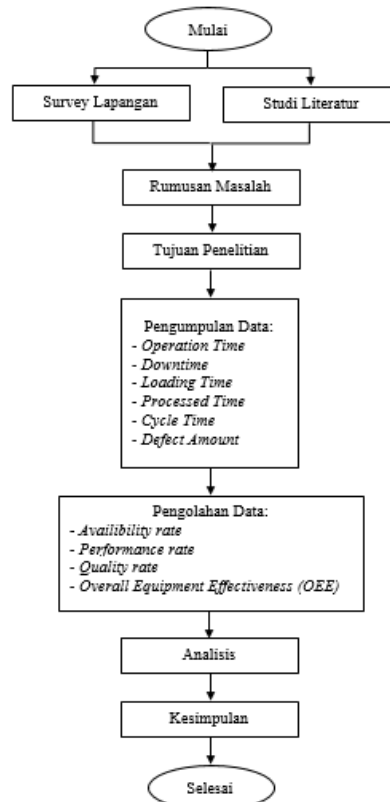 Mulai
Survey Lapangan
Studi Literatur
Rumusan Masalah
Tujuan Penelitian
Pengumpulan Data:
- Operation Time
- Downtime
- Loading Time
- Processed Time
- Cycle Time
- Defect Amount
Pengolahan Data:
- Availibility rate
- Performance rate
- Quality rate
- Overall Equipment Effectiveness (OEE)
Analisis
Kesimpulan
Selesai